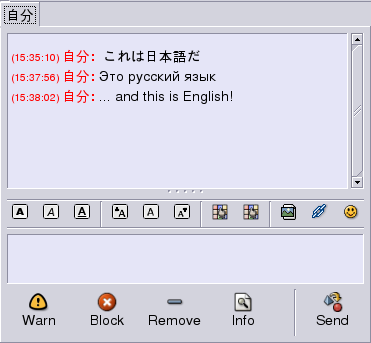 自分
(15:35:10) 自分: これは日本語だ
(15:37:56) 自分: Это русский язык
(15:38:02) 自分: ... and this is English!
A A A A A A
Warn Block Remove Info Send